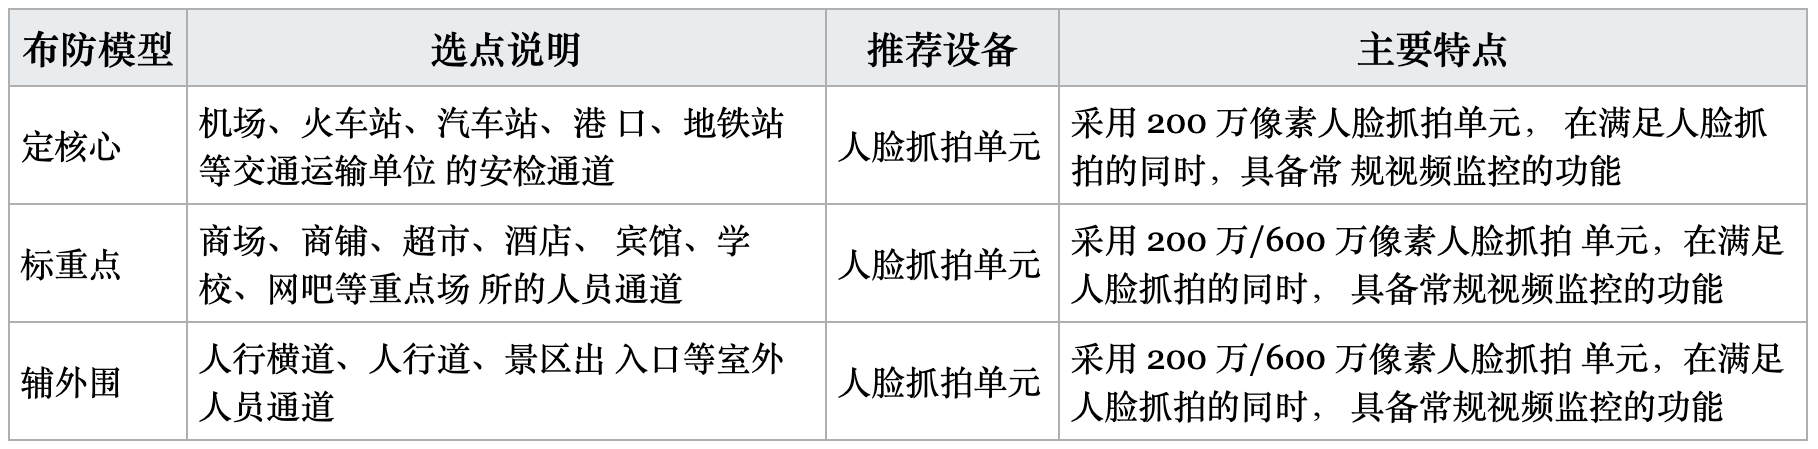 布防模型 选点说明 推荐设备 主要特点
定核心
机场、火车站、汽车站、港 口、地铁站
等交通运输单位 的安检通道
人脸抓拍单元
采用 200 万像素人脸抓拍单元， 在满足人脸抓
拍的同时，具备常 规视频监控的功能
标重点
商场、商铺、超市、酒店、 宾馆、学
校、网吧等重点场 所的人员通道
人脸抓拍单元
采用 200 万/600 万像素人脸抓拍 单元，在满足
人脸抓拍的同时， 具备常规视频监控的功能
辅外围
人行横道、人行道、景区出 入口等室外
人员通道
人脸抓拍单元
采用 200 万/600 万像素人脸抓拍 单元，在满足
人脸抓拍的同时， 具备常规视频监控的功能